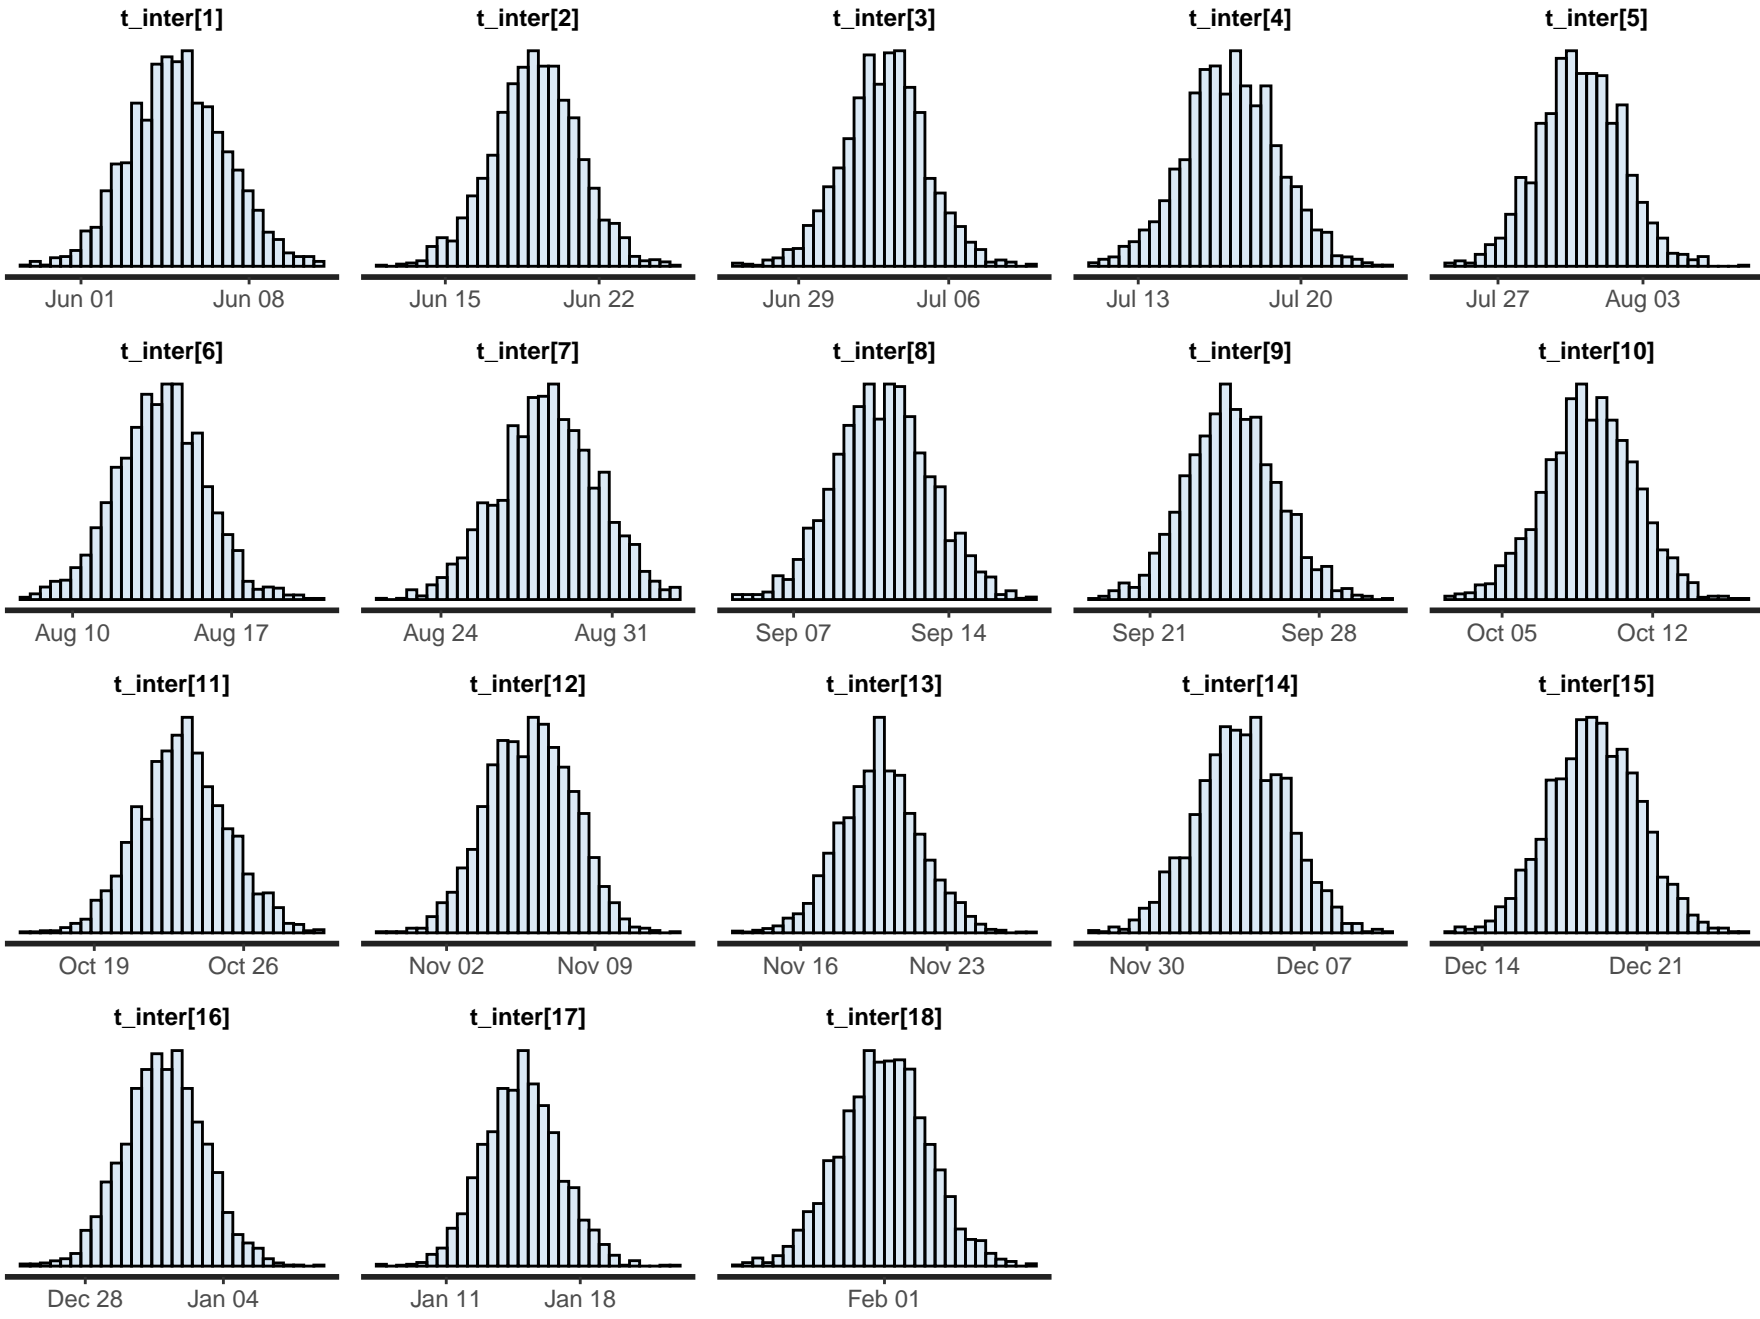 t_inter[1] t_inter[2] t_inter[3] t_inter[4] t_inter[5]
Jun 01 Jun 08 Jun 15 Jun 22 Jun 29 Jul 06 Jul 13 Jul 20 Jul 27 Aug 03
t_inter[6] t_inter[7] t_inter[8] t_inter[9] t_inter[10]
Aug 10 Aug 17 Aug 24 Aug 31 Sep 07 Sep 14 Sep 21 Sep 28 Oct 05 Oct 12
t_inter[11] t_inter[12] t_inter[13] t_inter[14] t_inter[15]
Oct 19 Oct 26 Nov 02 Nov 09 Nov 16 Nov 23 Nov 30 Dec 07 Dec 14 Dec 21
t_inter[16] t_inter[17] t_inter[18]
Dec 28 Jan 04 Jan 11 Jan 18 Feb 01